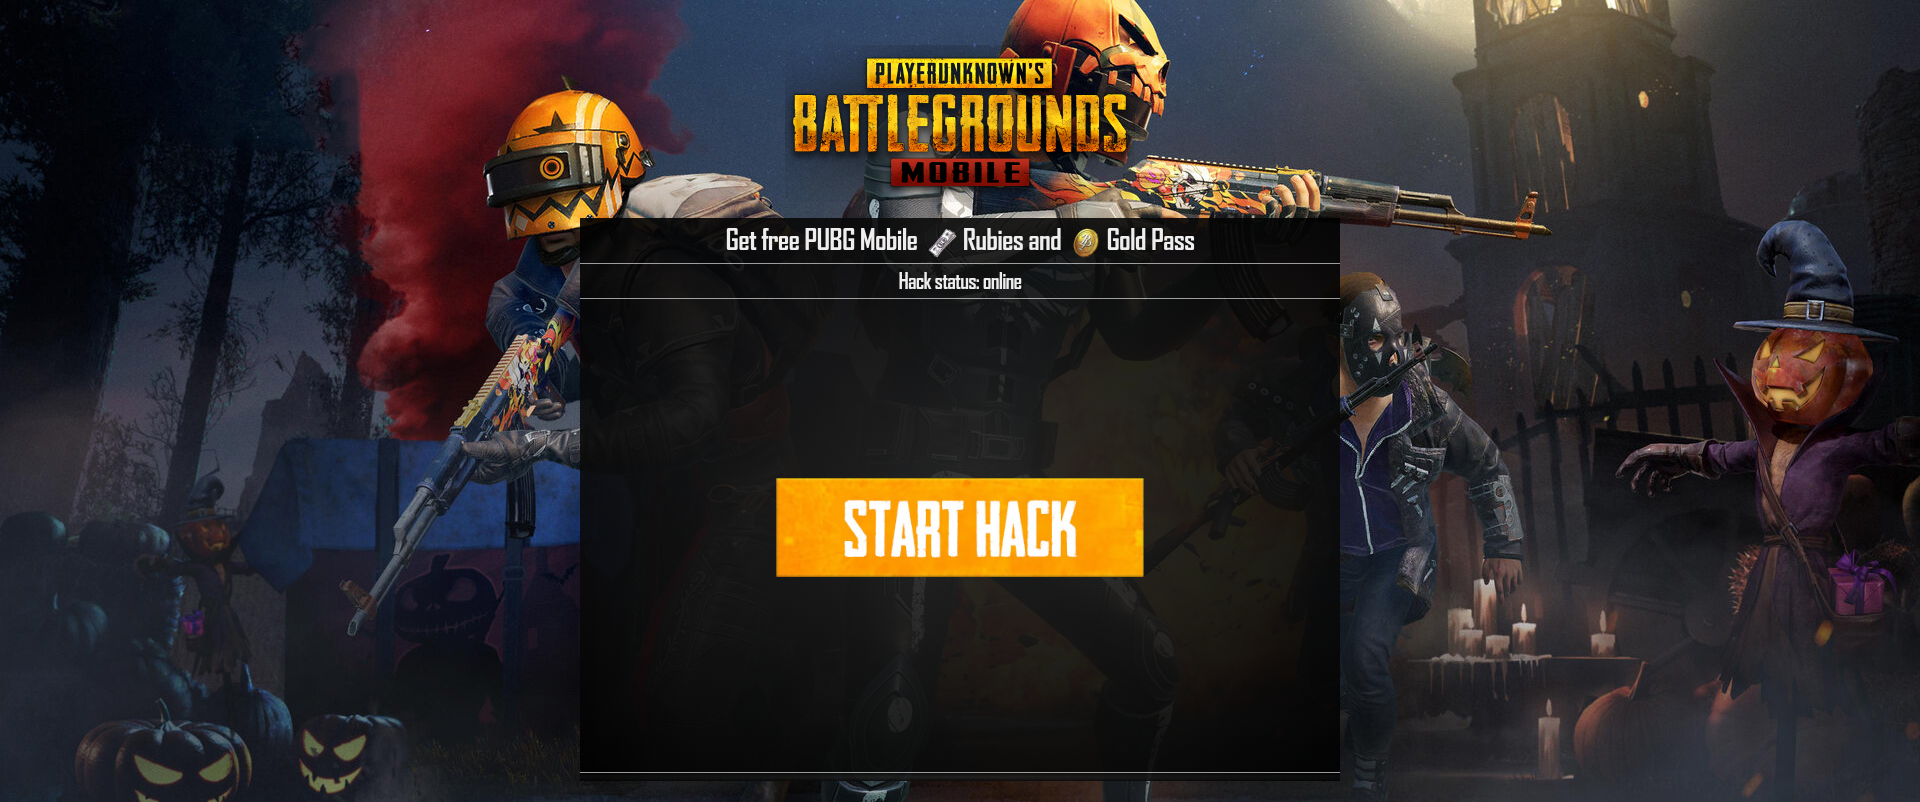 PLAYERUNKNOWN'S
BATTLEGROUNDS
MOBILE
Get free PUBG Mobile Rubies and Gold Pass
Hack status: online
START HACK